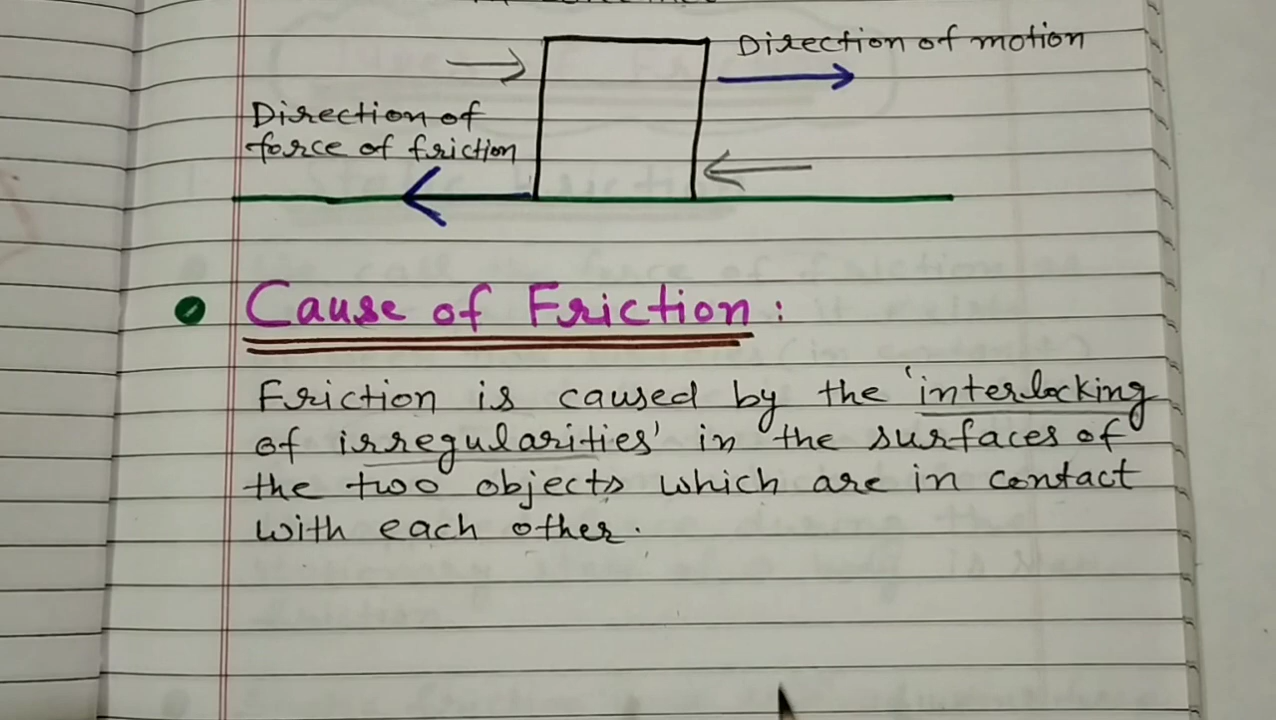 Direction of motion
Direction of
force of friction
Cause of Friction:
Friction is caused by the 'interlocking
of irregularities' in the surfaces of
the two objects which are in contact
with each other.